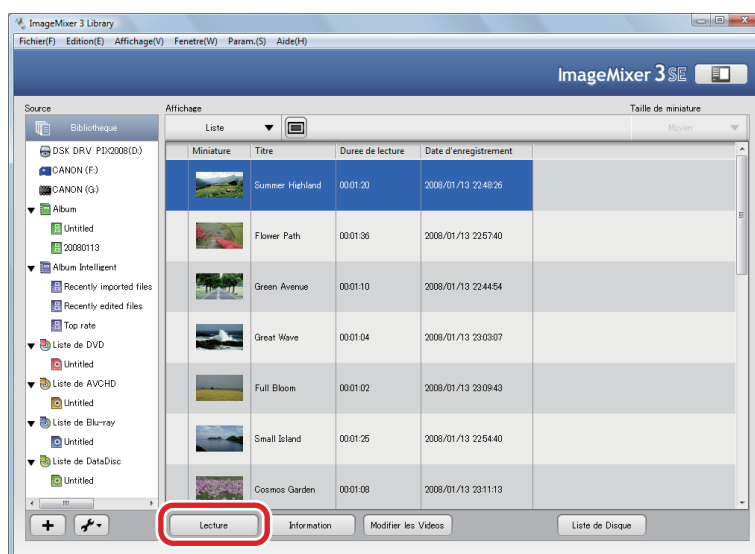 ImageMixer 3 Library
Fichier(F) Edition(E) Affichage(V) Fenetre(W) Param.(S) Aide(H)
ImageMixer 3 SE
Source Affichage Taille de miniature
Bibliotheque Liste Moyen
Miniature Titre Duree de lecture Date d'enregistrement
DSK DRV PIX2008(D:)
CANON (F:)
CANON (G:)
Album
Untitled
20080113
Album Intelligent
Recently imported files
Recently edited files
Top rate
Liste de DVD
Untitled
Liste de AVCHD
Untitled
Liste de Blu-ray
Untitled
Liste de DataDisc
Untitled
Summer Highland 00:01:20 2008/01/13 22:48:26
Flower Path 00:01:36 2008/01/13 22:57:40
Green Avenue 00:01:10 2008/01/13 22:44:54
Great Wave 00:01:04 2008/01/13 23:03:07
Full Bloom 00:01:02 2008/01/13 23:09:43
Small Island 00:01:25 2008/01/13 22:54:40
Cosmos Garden 00:01:08 2008/01/13 23:11:13
Lecture Information Modifier les Videos Liste de Disque